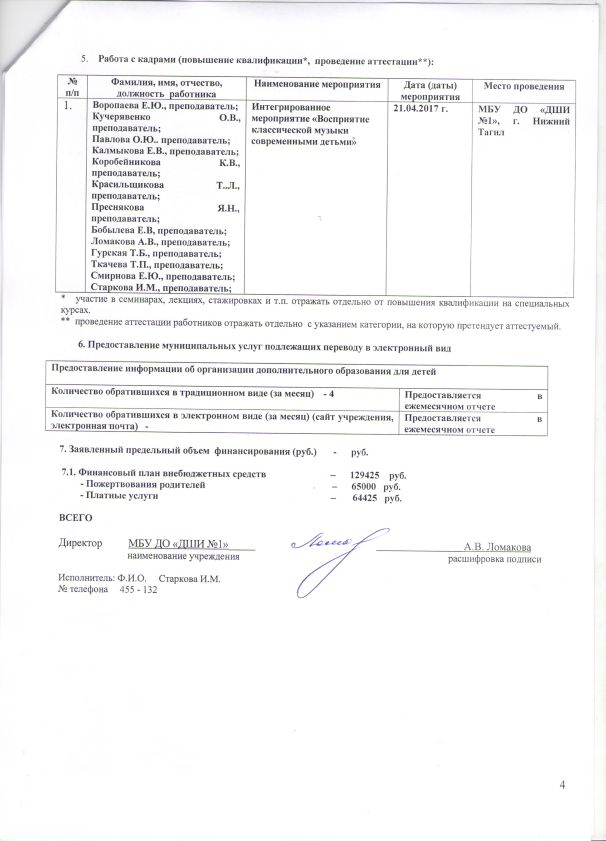 5. Работа с кадрами (повышение квалификации*, проведение аттестации**):
№ п/п
Фамилия, имя, отчество, должность работника
Наименование мероприятия
Дата (даты) мероприятия
Место проведения
1.
Воропаева Е.Ю., преподаватель;
Кучерявенко О.В.,
преподаватель;
Павлова О.Ю.. преподаватель;
Калмыкова Е.В., преподаватель;
Коробейникова К.В.,
преподаватель;
Красильщикова Т..Л.,
преподаватель;
Преснякова Я.Н.,
преподаватель;
Бобылева Е.В, преподаватель;
Ломакова А.В., преподаватель;
Гурская Т.Б., преподаватель;
Ткачева Т.П., преподаватель;
Смирнова Е.Ю., преподаватель;
Старкова И.М., преподаватель;
Интегрированное
мероприятие «Восприятие
классической музыки
современными детьми»
21.04.2017 г.
МБУ ДО «ДШИ
№1», г. Нижний
Тагил
* участие в семинарах, лекциях, стажировках и т.п. отражать отдельно от повышения квалификации на специальных
курсах.
** проведение аттестации работников отражать отдельно с указанием категории, на которую претендует аттестуемый.
6. Предоставление муниципальных услуг подлежащих переводу в электронный вид
Предоставление информации об организации дополнительного образования для детей
Количество обратившихся в традиционном виде (за месяц) - 4
Предоставляется в
ежемесячном отчете
Количество обратившихся в электронном виде (за месяц) (сайт учреждения,
электронная почта) -
Предоставляется в
ежемесячном отчете
7. Заявленный предельный объем финансирования (руб.) - руб.
7.1. Финансовый план внебюджетных средств – 129425 руб.
- Пожертвования родителей – 65000 руб.
- Платные услуги – 64425 руб.
ВСЕГО
Директор МБУ ДО «ДШИ №1» А.В. Ломакова
наименование учреждения расшифровка подписи
Исполнитель: Ф.И.О. Старкова И.М.
№ телефона 455 - 132
4